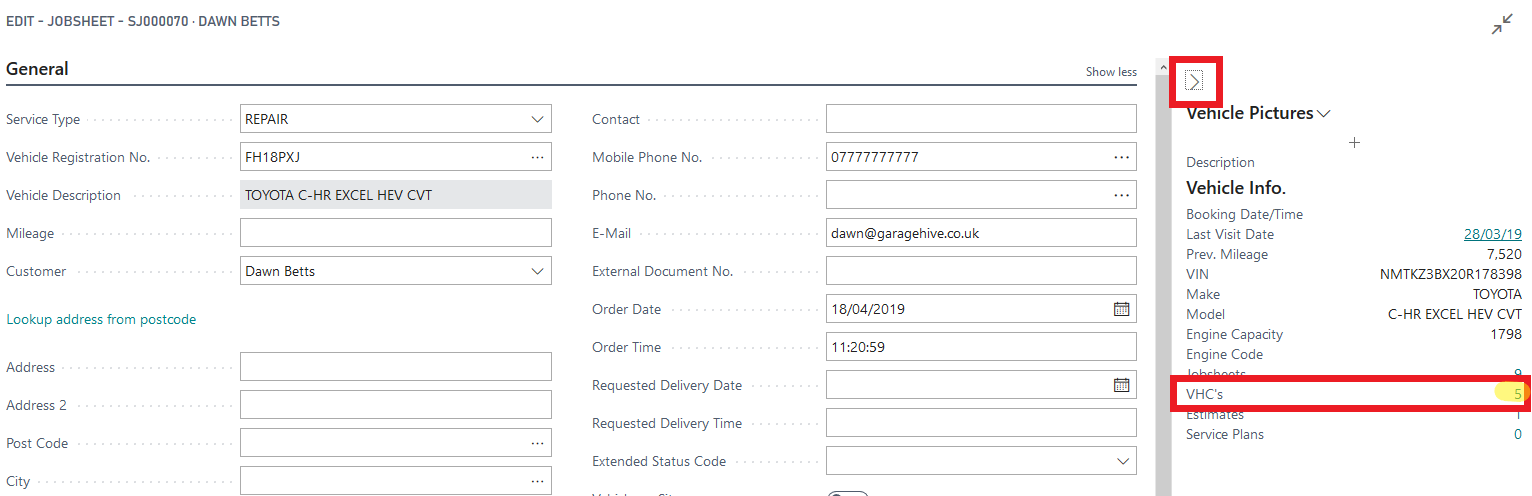 EDIT - JOBSHEET - SJ000070 · DAWN BETTS
General
Show less
Service Type REPAIR
Vehicle Registration No. FH18PXJ
Vehicle Description TOYOTA C-HR EXCEL HEV CVT
Mileage
Customer Dawn Betts
Lookup address from postcode
Address
Address 2
Post Code
City
Contact
Mobile Phone No. 07777777777
Phone No.
E-Mail dawn@garagehive.co.uk
External Document No.
Order Date 18/04/2019
Order Time 11:20:59
Requested Delivery Date
Requested Delivery Time
Extended Status Code
Vehicle Pictures
Description
Vehicle Info.
Booking Date/Time
Last Visit Date 28/03/19
Prev. Mileage 7,520
VIN NMTKZ3BX20R178398
Make TOYOTA
Model C-HR EXCEL HEV CVT
Engine Capacity 1798
Engine Code
Jobsheets 9
VHC's 5
Estimates 1
Service Plans 0